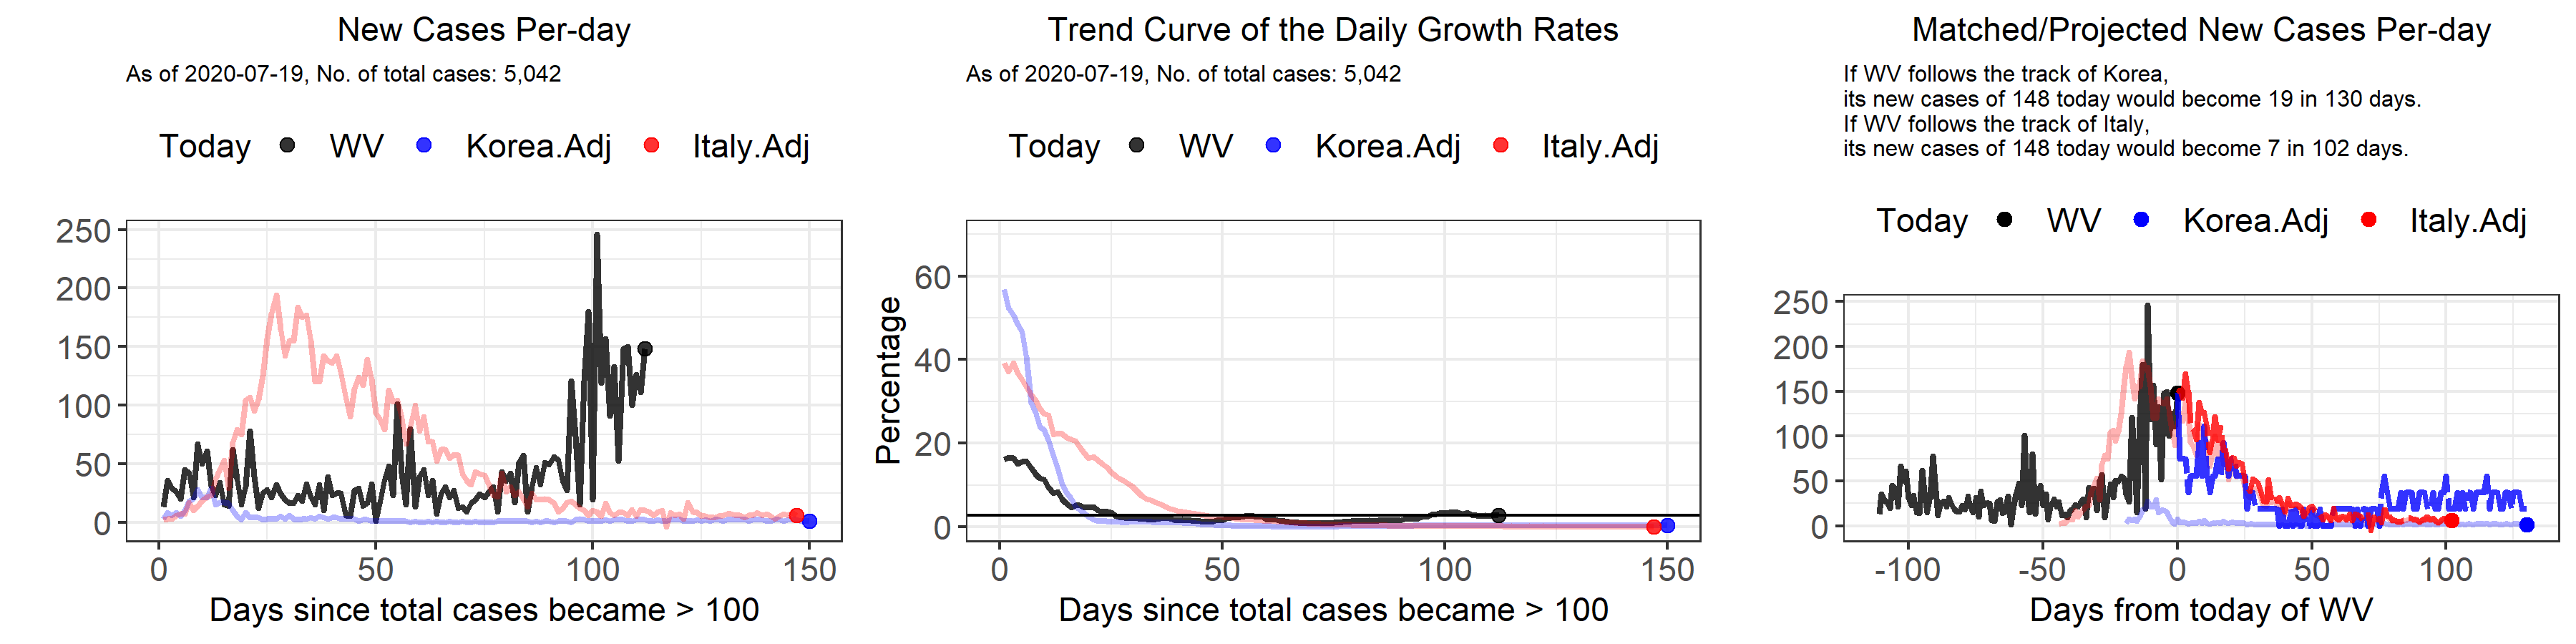 New Cases Per-day
As of 2020-07-19, No. of total cases: 5,042
Today WV Korea.Adj Italy.Adj
250
200
150
100
50
0
0 50 100 150
Days since total cases became > 100
Trend Curve of the Daily Growth Rates
As of 2020-07-19, No. of total cases: 5,042
Today WV Korea.Adj Italy.Adj
Percentage
60
40
20
0
0 50 100 150
Days since total cases became > 100
Matched/Projected New Cases Per-day
If WV follows the track of Korea,
its new cases of 148 today would become 19 in 130 days.
If WV follows the track of Italy,
its new cases of 148 today would become 7 in 102 days.
Today WV Korea.Adj Italy.Adj
250
200
150
100
50
0
-100 -50 0 50 100
Days from today of WV